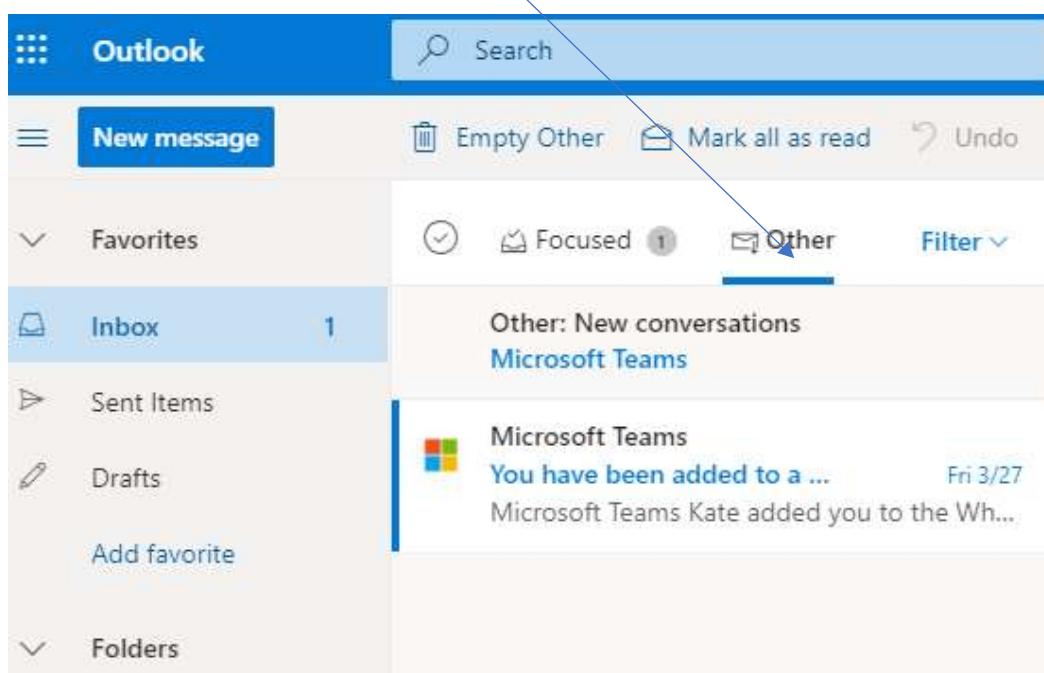 Outlook
Search
New message
Empty Other
Mark all as read
Undo
Favorites
Focused 1
Other
Filter
Inbox 1
Other: New conversations
Microsoft Teams
Sent Items
Microsoft Teams
Drafts
You have been added to a ... Fri 3/27
Microsoft Teams Kate added you to the Wh...
Add favorite
Folders